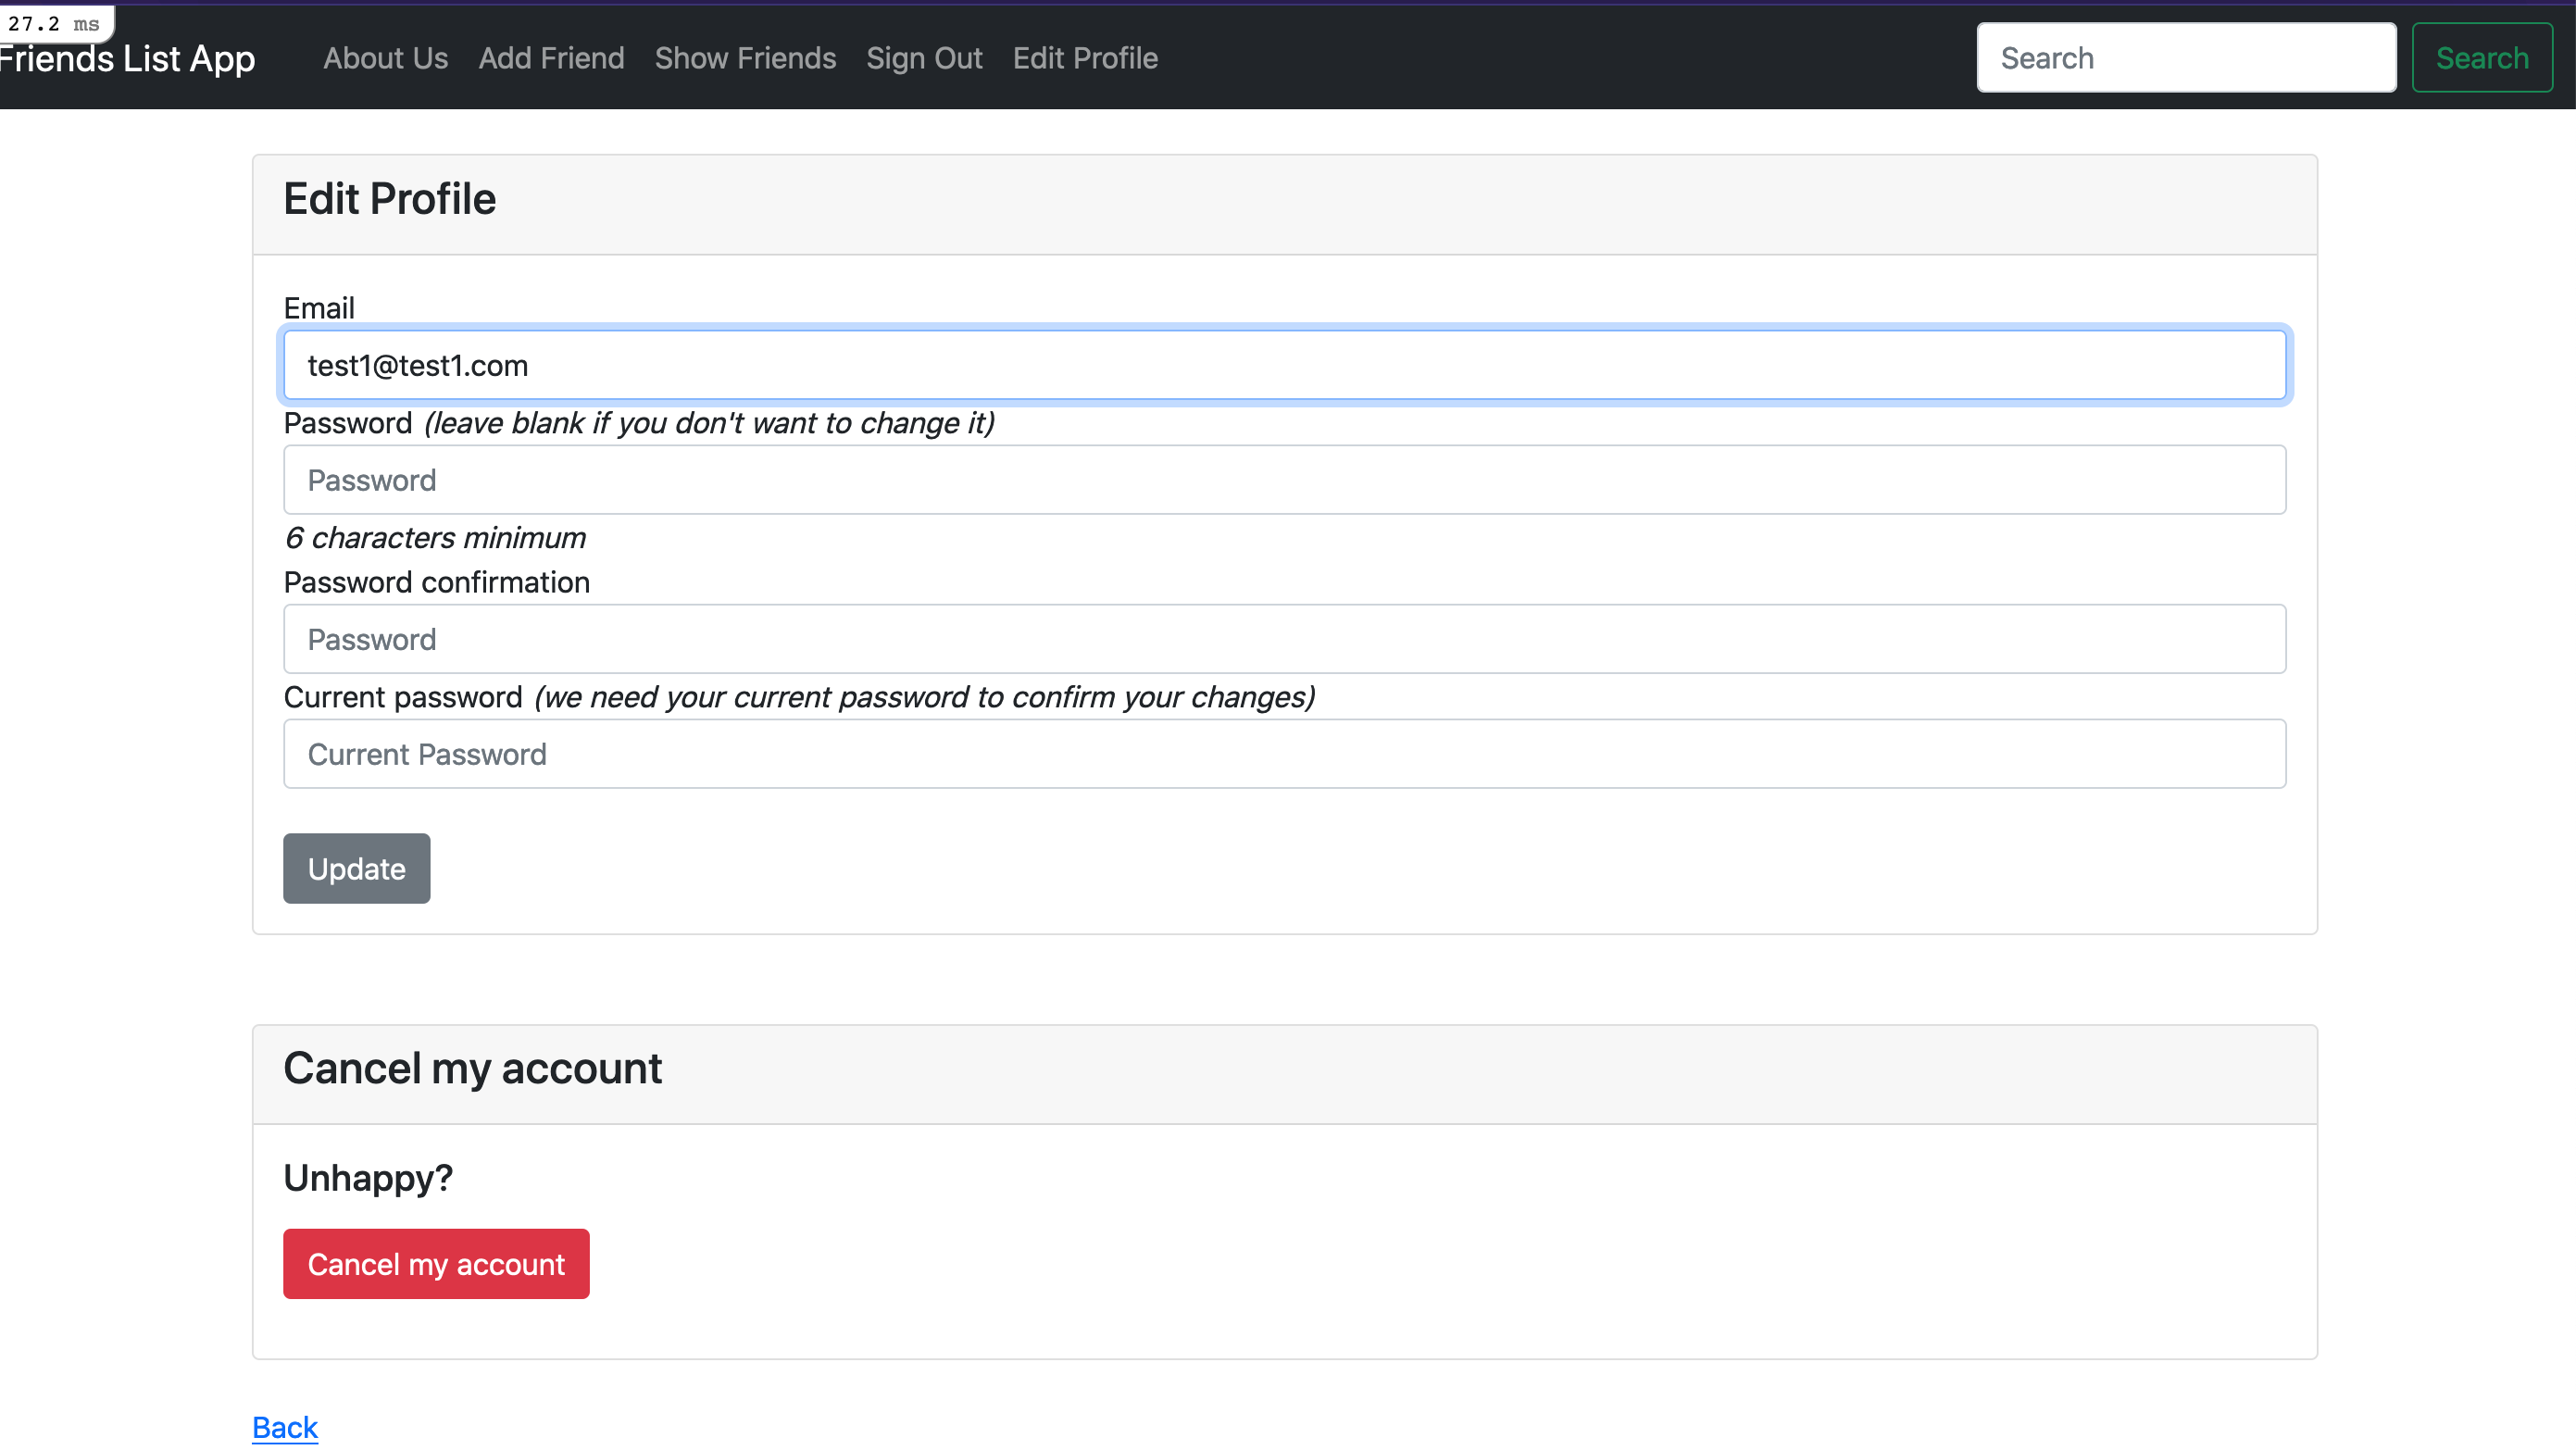 27.2 ms
Friends List App About Us Add Friend Show Friends Sign Out Edit Profile Search Search
Edit Profile
Email
test1@test1.com
Password (leave blank if you don't want to change it)
Password
6 characters minimum
Password confirmation
Password
Current password (we need your current password to confirm your changes)
Current Password
Update
Cancel my account
Unhappy?
Cancel my account
Back